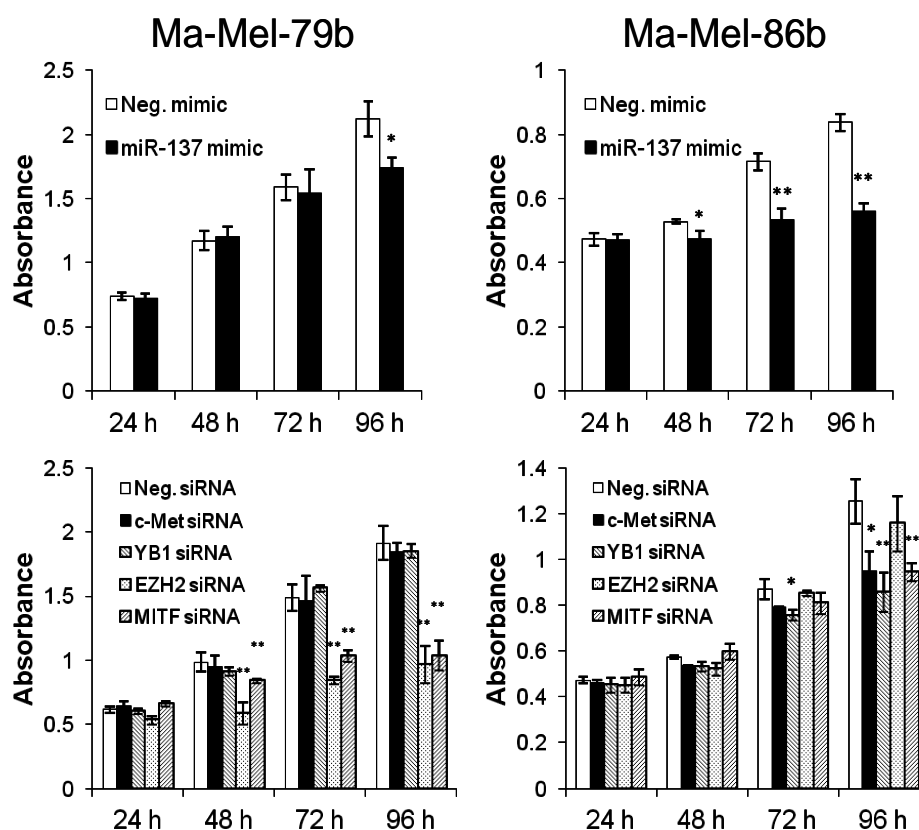 Ma-Mel-79b
Ma-Mel-86b
2.5
2
1.5
1
0.5
0
Absorbance
Neg. mimic
miR-137 mimic
*
24 h 48 h 72 h 96 h
1
0.8
0.6
0.4
0.2
0
Absorbance
Neg. mimic
miR-137 mimic
* ** **
24 h 48 h 72 h 96 h
2.5
2
1.5
1
0.5
0
Absorbance
Neg. siRNA
c-Met siRNA
YB1 siRNA
EZH2 siRNA
MITF siRNA
** ** ** ** ** **
24 h 48 h 72 h 96 h
1.4
1.2
1
0.8
0.6
0.4
0.2
0
Absorbance
Neg. siRNA
c-Met siRNA
YB1 siRNA
EZH2 siRNA
MITF siRNA
* * ** **
24 h 48 h 72 h 96 h